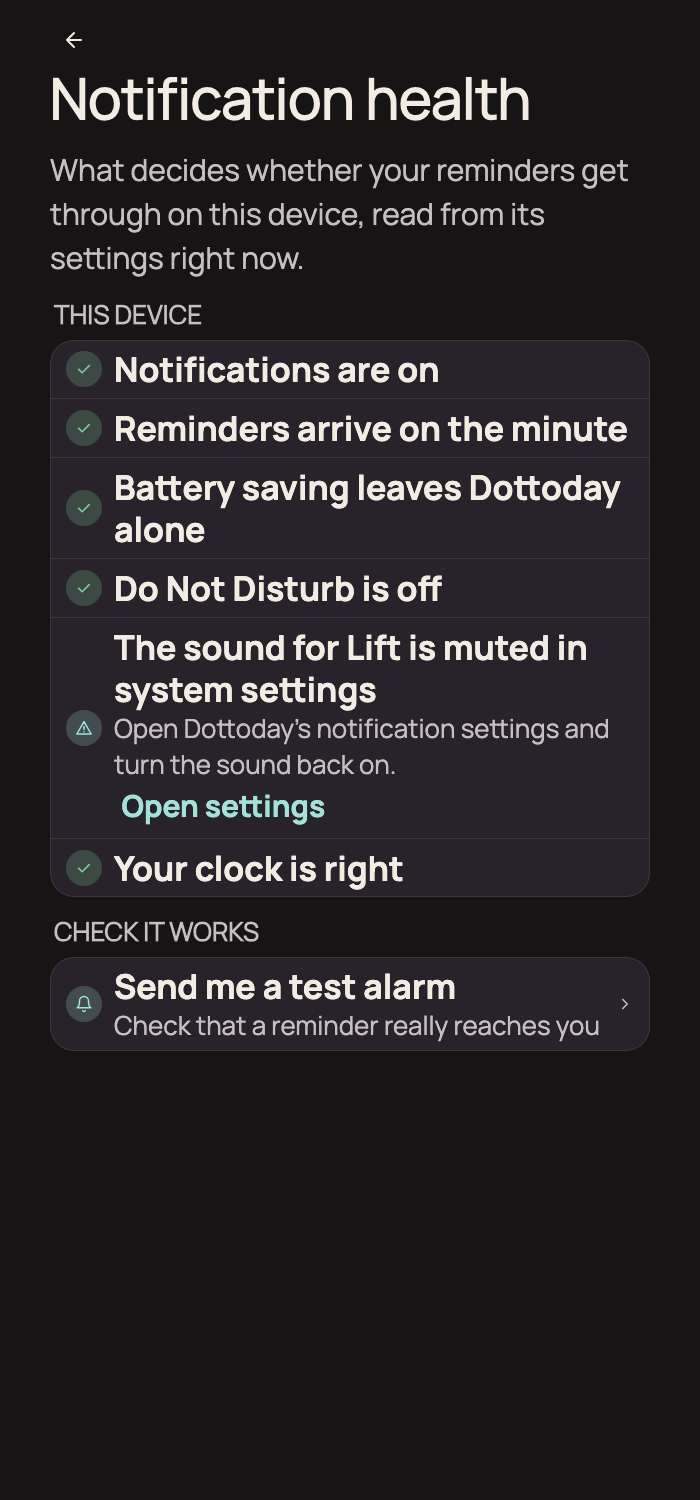 Notification health
What decides whether your reminders get
through on this device, read from its
settings right now.
THIS DEVICE
Notifications are on
Reminders arrive on the minute
Battery saving leaves Dottoday
alone
Do Not Disturb is off
The sound for Lift is muted in
system settings
Open Dottoday's notification settings and
turn the sound back on.
Open settings
Your clock is right
CHECK IT WORKS
Send me a test alarm
Check that a reminder really reaches you